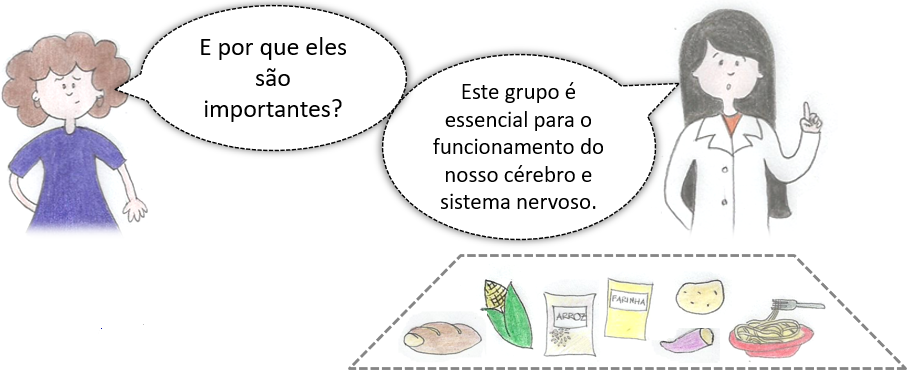 E por que eles
são
importantes?
Este grupo é
essencial para o
funcionamento do
nosso cérebro e
sistema nervoso.
ARROZ
FARINHA